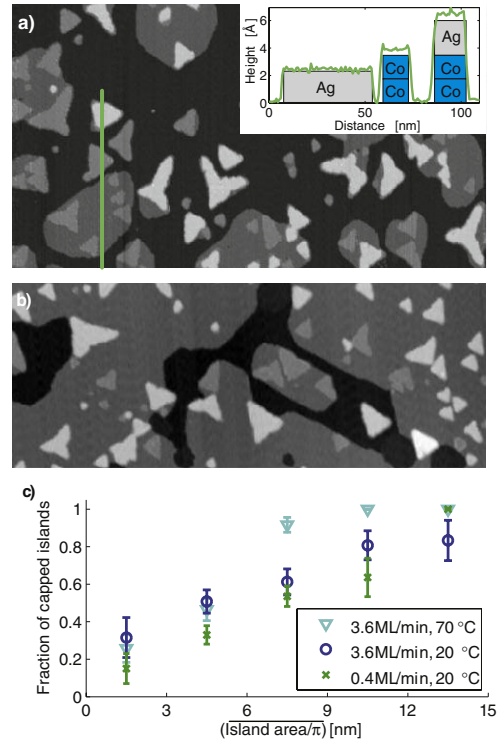 a)
Height [Å]
6
4
2
0
Ag
Co
Co
Ag
Co
Co
0
50
100
Distance [nm]
b)
c)
Fraction of capped islands
1
0.8
0.6
0.4
0.2
0
3.6ML/min, 70 °C
3.6ML/min, 20 °C
0.4ML/min, 20 °C
0
3
6
9
12
15
(Island area/π) [nm]